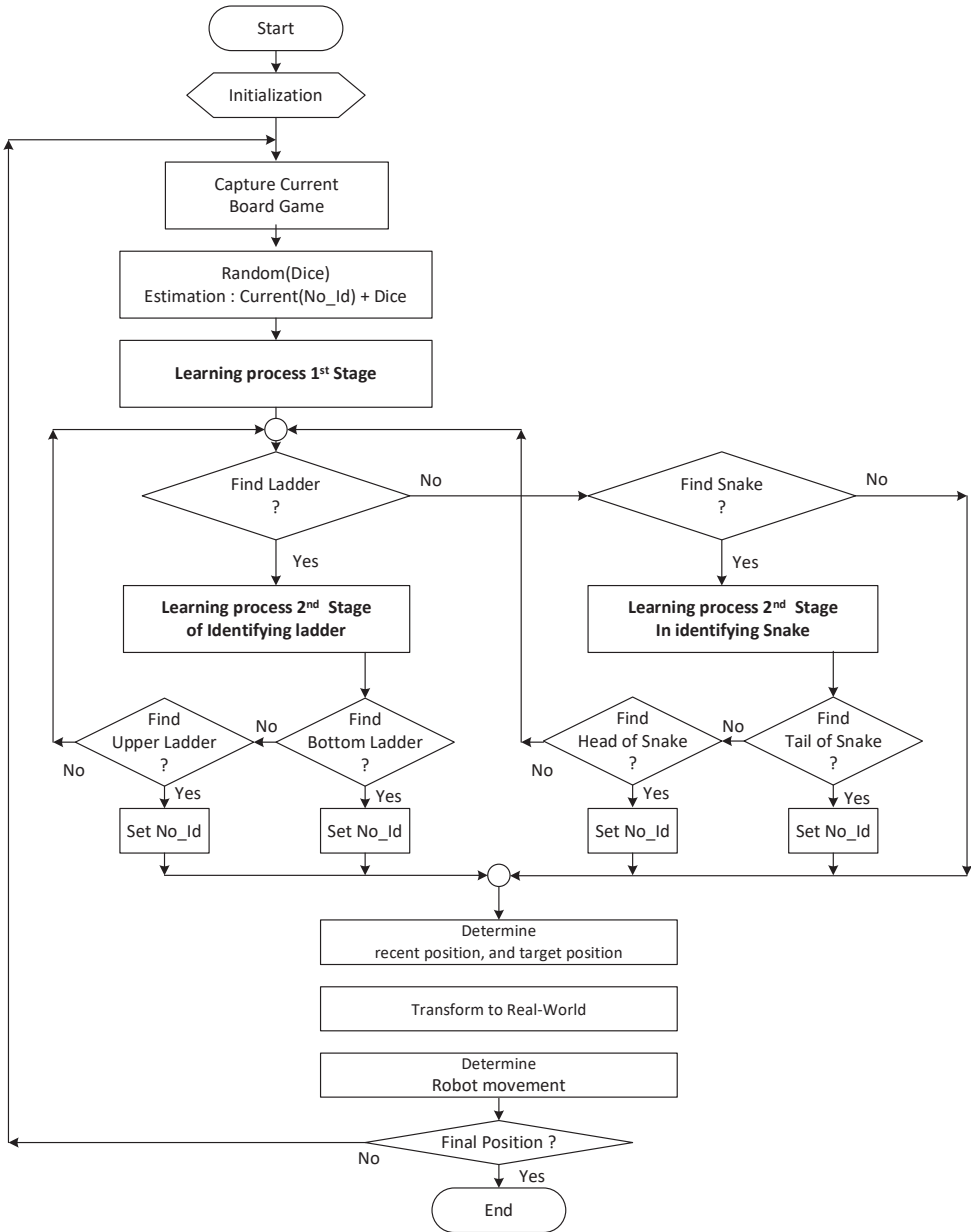 Start
Initialization
Capture Current
Board Game
Random(Dice)
Estimation : Current(No_Id) + Dice
Learning process 1st Stage
Find Ladder
?
No
Yes
Find Snake
?
No
Yes
Learning process 2nd Stage
of Identifying ladder
Learning process 2nd Stage
In identifying Snake
Find
Upper Ladder
?
No
Yes
No
Find
Bottom Ladder
?
Yes
Find
Head of Snake
?
No
Yes
No
Find
Tail of Snake
?
Yes
Set No_Id
Set No_Id
Set No_Id
Set No_Id
Determine
recent position, and target position
Transform to Real-World
Determine
Robot movement
Final Position ?
No
Yes
End